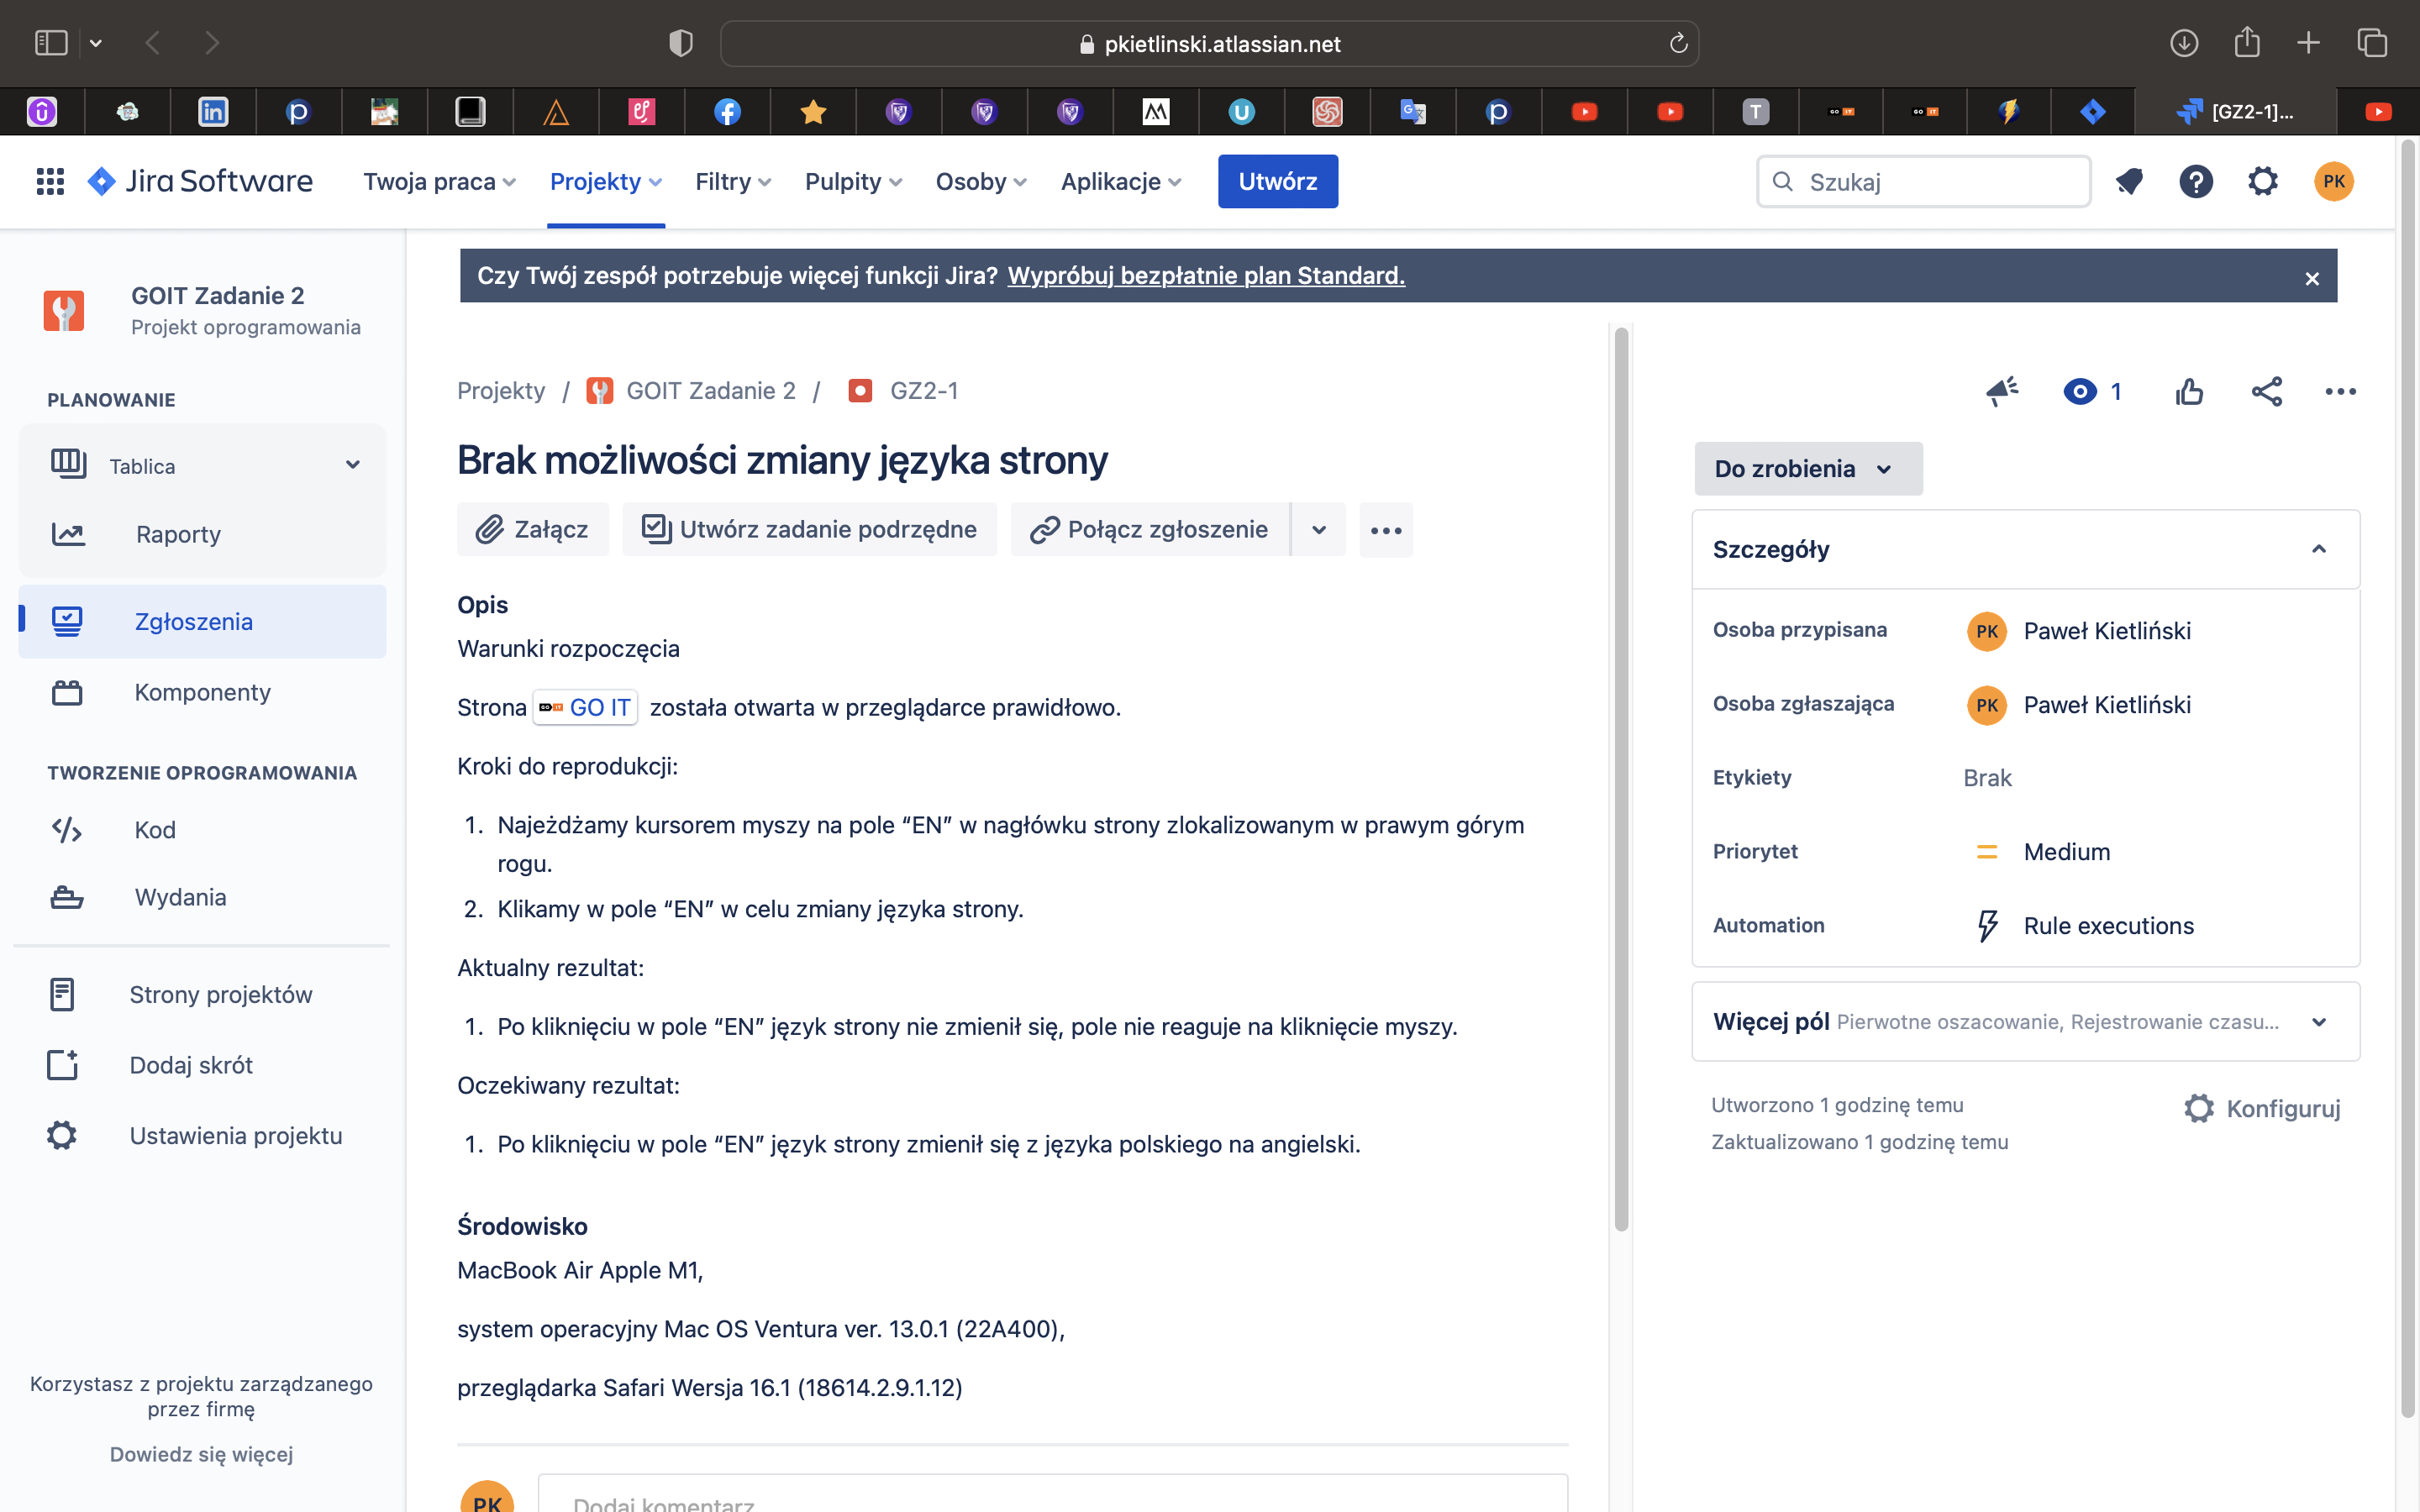 pkietlinski.atlassian.net
[GZ2-1]...
Jira Software
Twoja praca
Projekty
Filtry
Pulpity
Osoby
Aplikacje
Utwórz
Szukaj
PK
GOIT Zadanie 2
Projekt oprogramowania
PLANOWANIE
Tablica
Raporty
Zgłoszenia
Komponenty
TWORZENIE OPROGRAMOWANIA
Kod
Wydania
Strony projektów
Dodaj skrót
Ustawienia projektu
Korzystasz z projektu zarządzanego
przez firmę
Dowiedz się więcej
Czy Twój zespół potrzebuje więcej funkcji Jira? Wypróbuj bezpłatnie plan Standard.
Projekty / GOIT Zadanie 2 / GZ2-1
Brak możliwości zmiany języka strony
Załącz
Utwórz zadanie podrzędne
Połącz zgłoszenie
Opis
Warunki rozpoczęcia
Strona GO IT została otwarta w przeglądarce prawidłowo.
Kroki do reprodukcji:
1. Najeżdżamy kursorem myszy na pole “EN” w nagłówku strony zlokalizowanym w prawym górym
rogu.
2. Klikamy w pole “EN” w celu zmiany języka strony.
Aktualny rezultat:
1. Po kliknięciu w pole “EN” język strony nie zmienił się, pole nie reaguje na kliknięcie myszy.
Oczekiwany rezultat:
1. Po kliknięciu w pole “EN” język strony zmienił się z języka polskiego na angielski.
Środowisko
MacBook Air Apple M1,
system operacyjny Mac OS Ventura ver. 13.0.1 (22A400),
przeglądarka Safari Wersja 16.1 (18614.2.9.1.12)
PK
Dodaj komentarz
1
Do zrobienia
Szczegóły
Osoba przypisana
PK Paweł Kietliński
Osoba zgłaszająca
PK Paweł Kietliński
Etykiety
Brak
Priorytet
Medium
Automation
Rule executions
Więcej pól Pierwotne oszacowanie, Rejestrowanie czasu...
Utworzono 1 godzinę temu
Zaktualizowano 1 godzinę temu
Konfiguruj